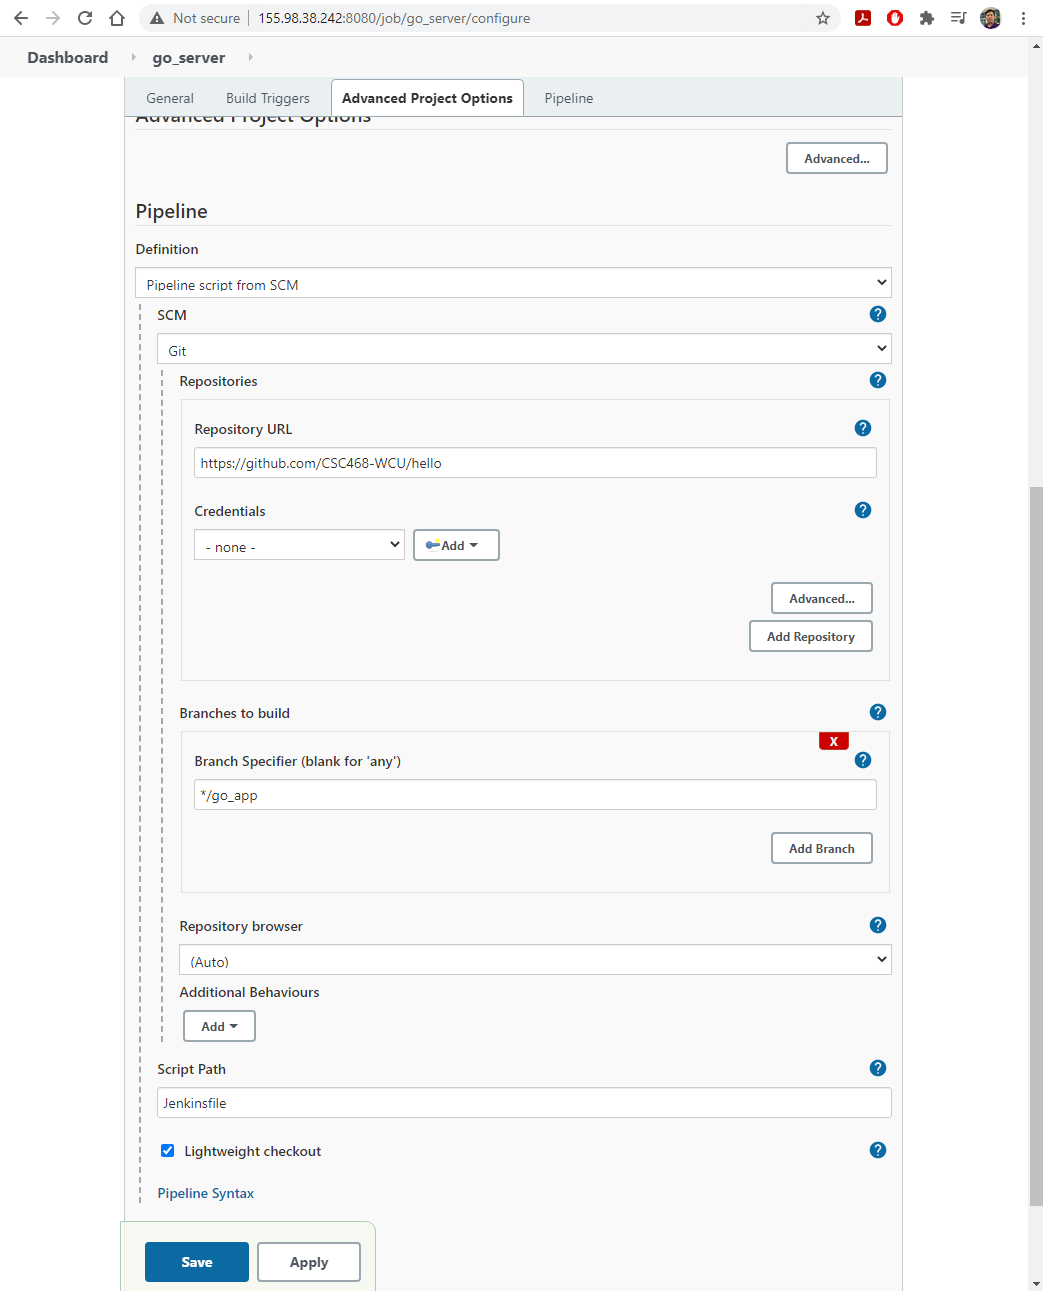 Not secure | 155.98.38.242:8080/job/go_server/configure
Dashboard go_server
General Build Triggers Advanced Project Options Pipeline
Advanced Project Options
Advanced...
Pipeline
Definition
Pipeline script from SCM
SCM
Git
Repositories
Repository URL
https://github.com/CSC468-WCU/hello
Credentials
- none - Add
Advanced...
Add Repository
Branches to build
X
Branch Specifier (blank for 'any')
*/go_app
Add Branch
Repository browser
(Auto)
Additional Behaviours
Add
Script Path
Jenkinsfile
Lightweight checkout
Pipeline Syntax
Save Apply